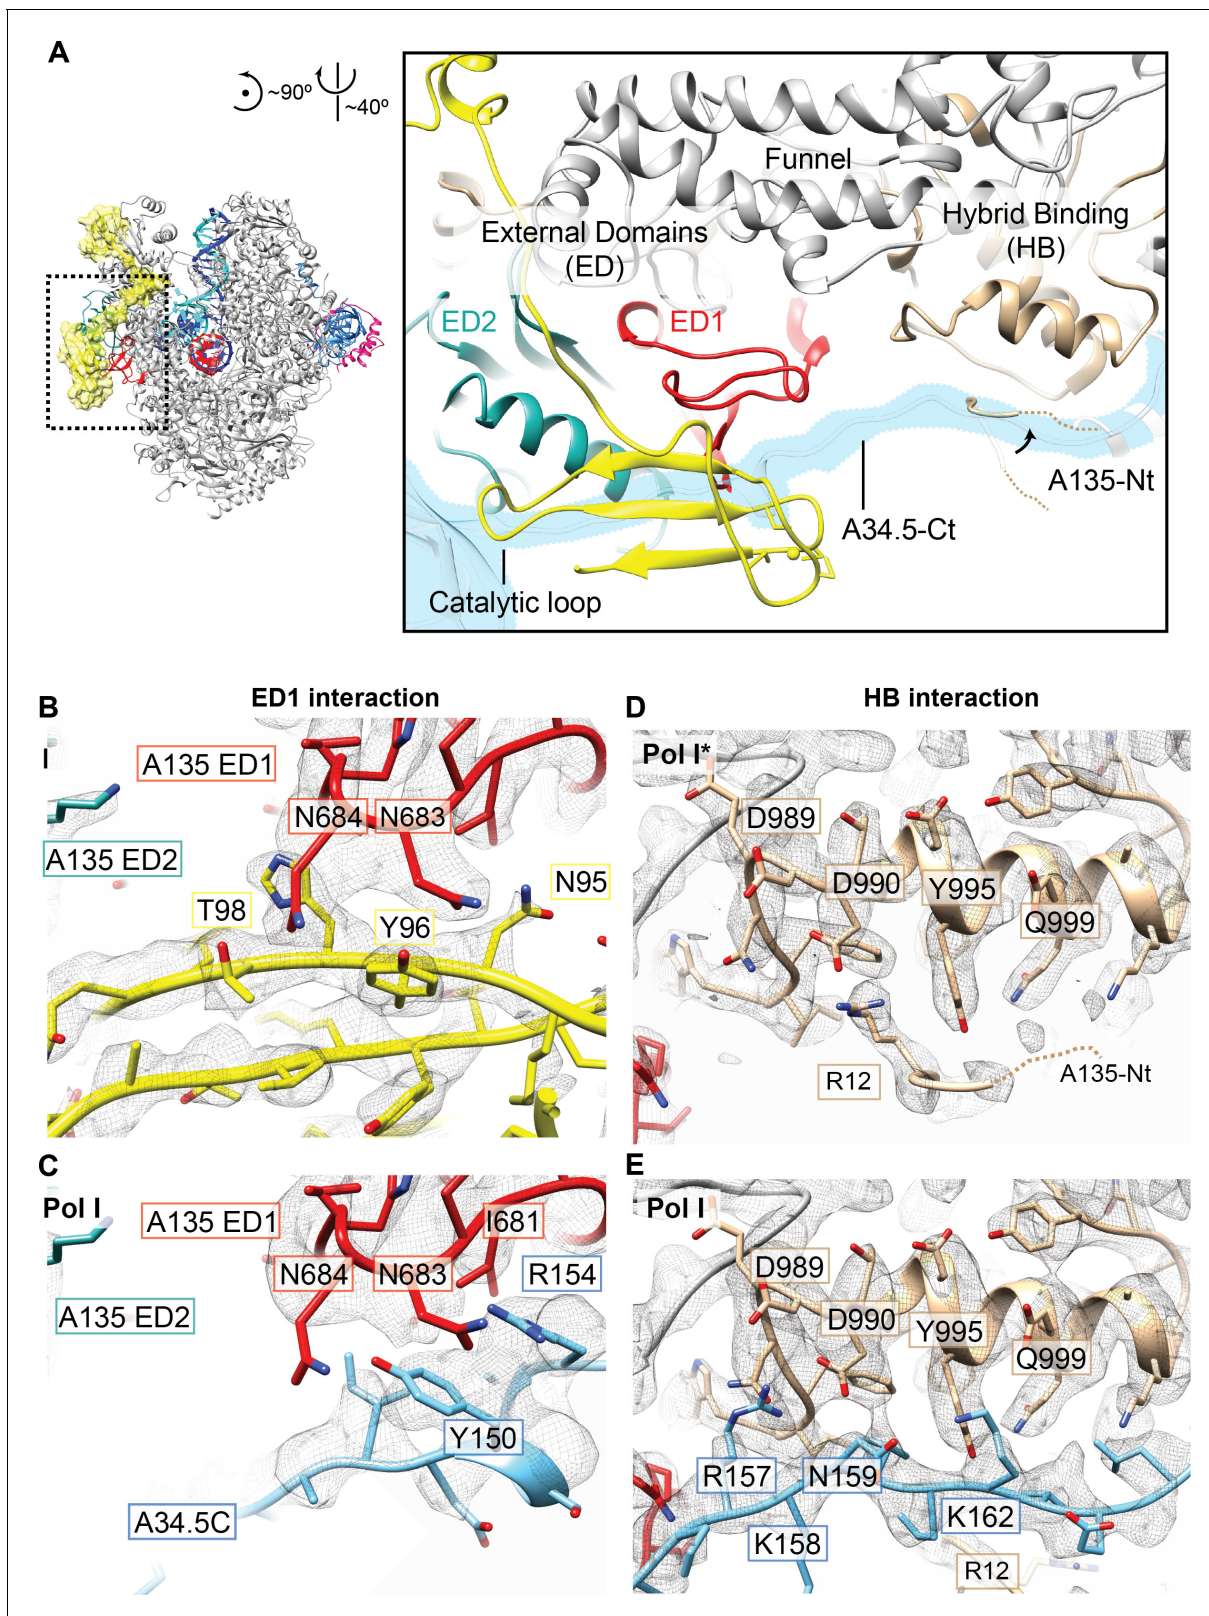 A
~90º
~40º
Funnel
External Domains
(ED)
Hybrid Binding
(HB)
ED2
ED1
A135-Nt
A34.5-Ct
Catalytic loop
ED1 interaction
HB interaction
B
I
A135 ED1
N684
N683
A135 ED2
N95
T98
Y96
D
Pol I*
D989
D990
Y995
Q999
R12
A135-Nt
C
Pol I
A135 ED1
I681
N684
N683
R154
A135 ED2
Y150
A34.5C
E
Pol I
D989
D990
Y995
Q999
R157
N159
K162
K158
R12